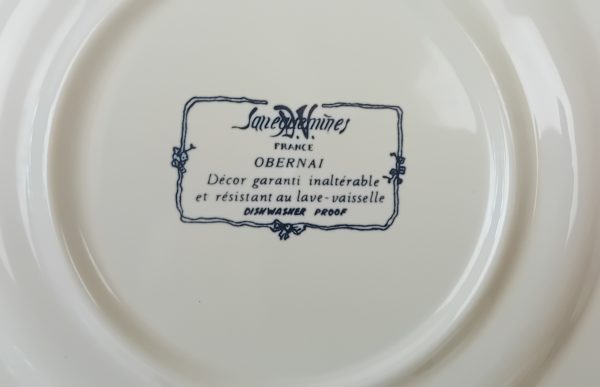 Sarreguemines
D.V.
FRANCE
OBERNAI
Décor garanti inaltérable
et résistant au lave-vaisselle
DISHWASHER PROOF